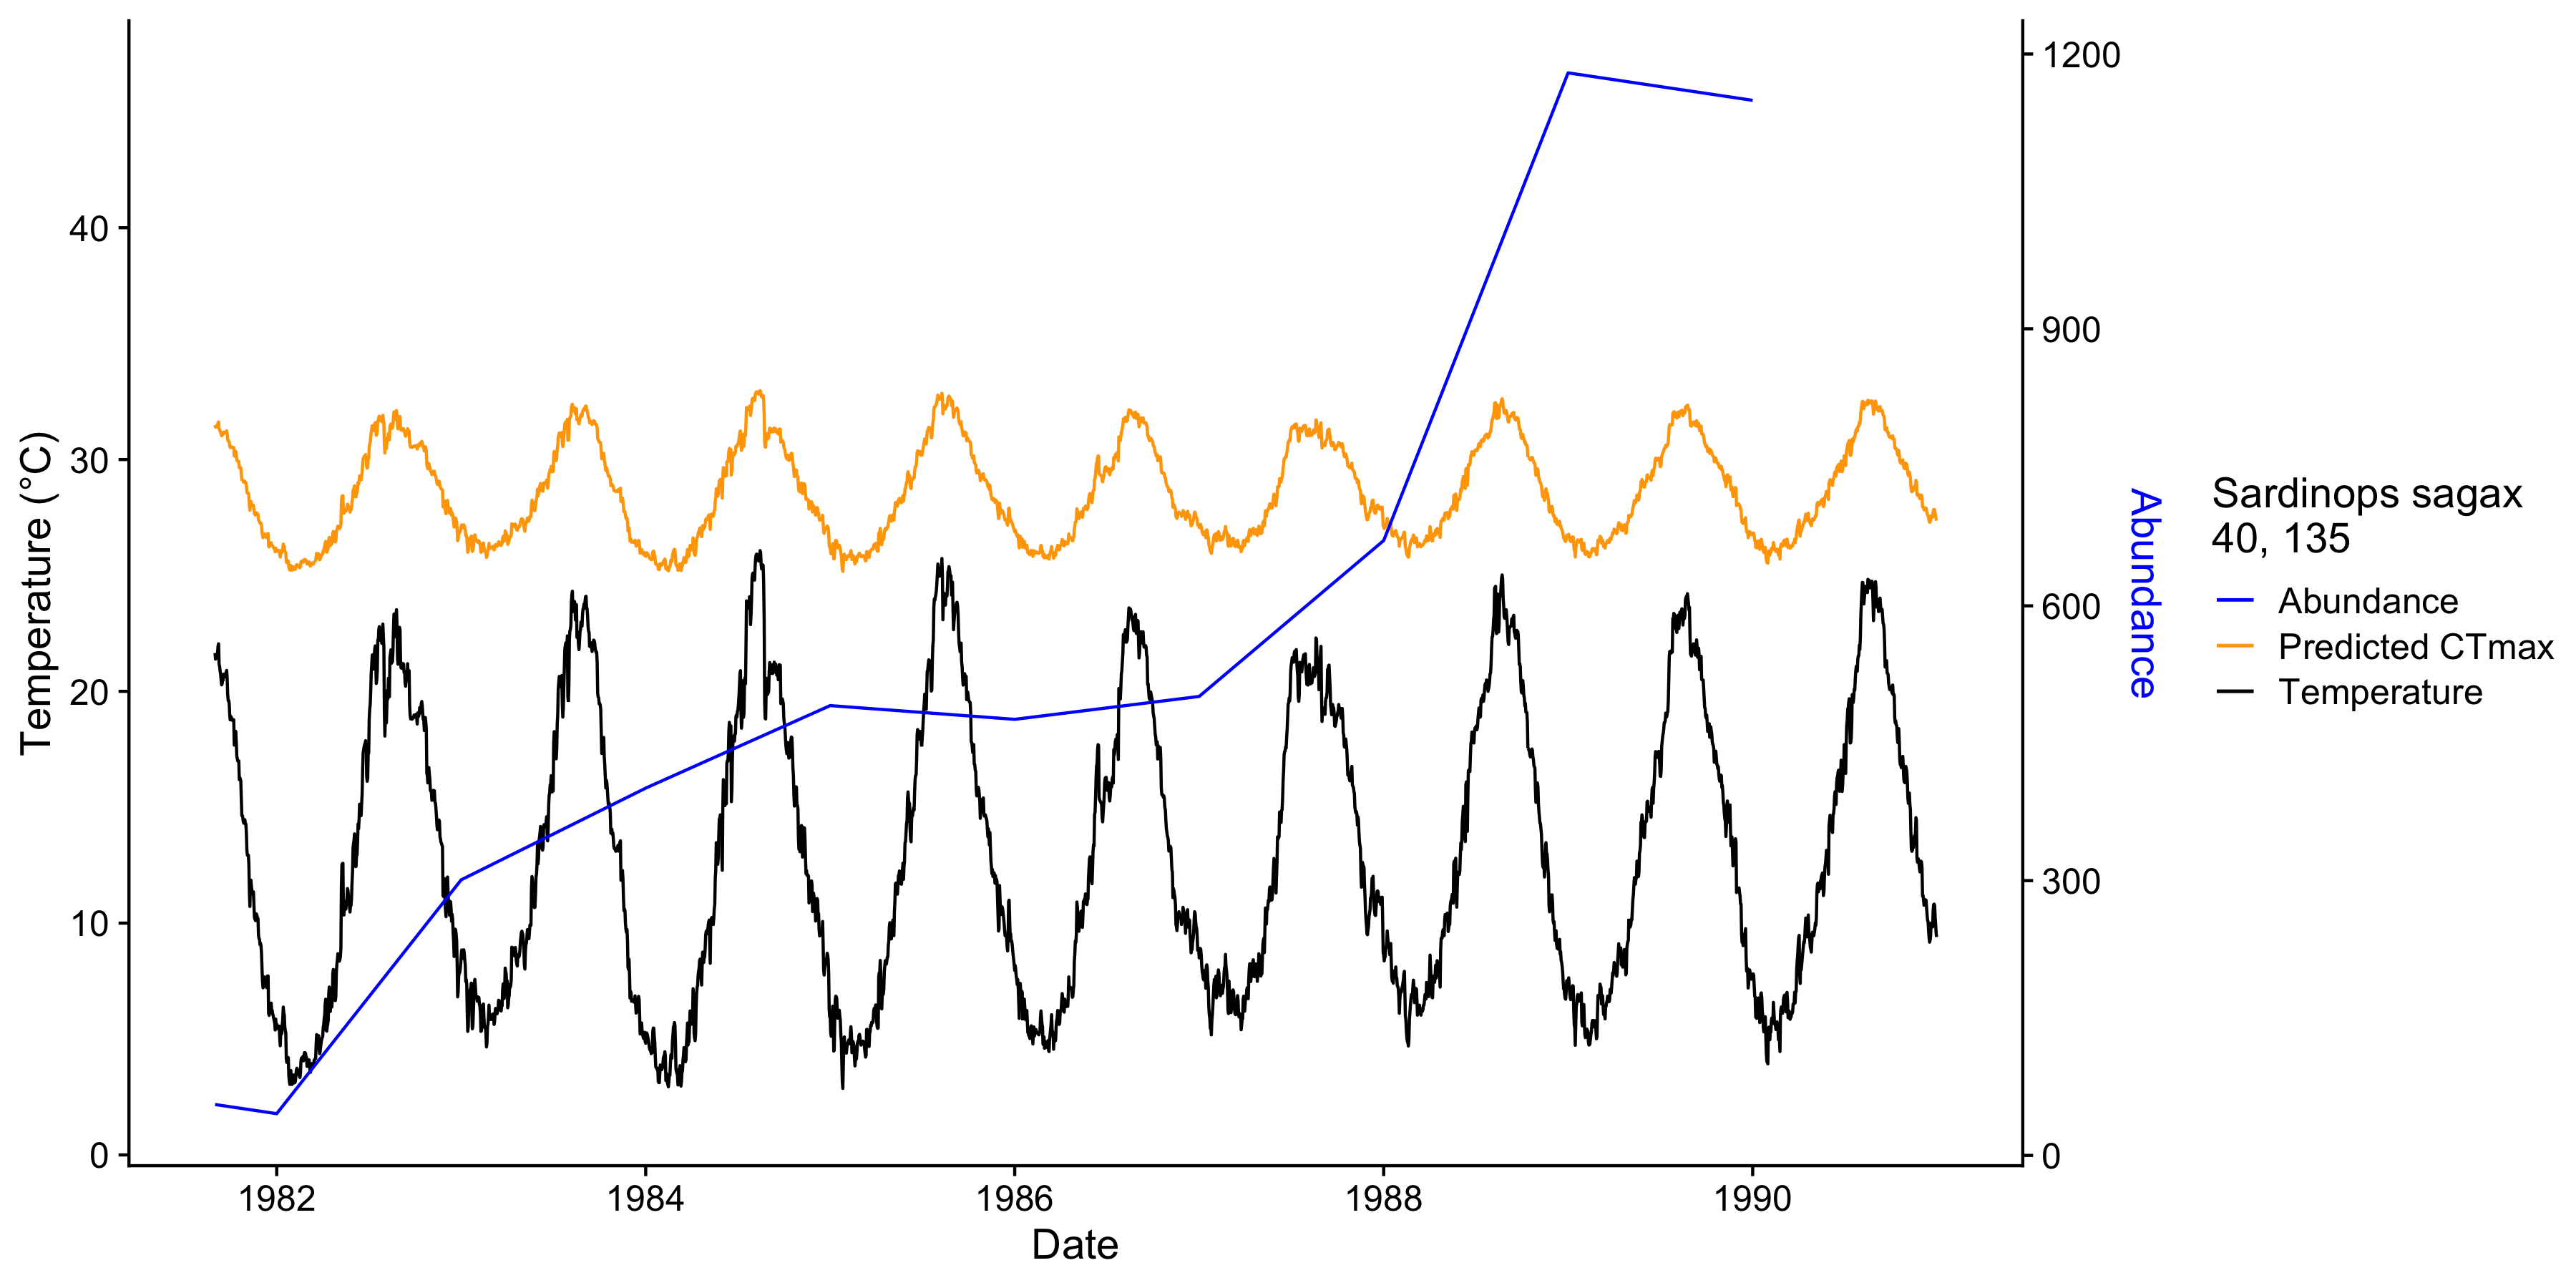 Temperature (°C)
40
30
20
10
0
1982
1984
1986
1988
1990
Date
1200
900
600
300
0
Abundance
Sardinops sagax
40, 135
Abundance
Predicted CTmax
Temperature